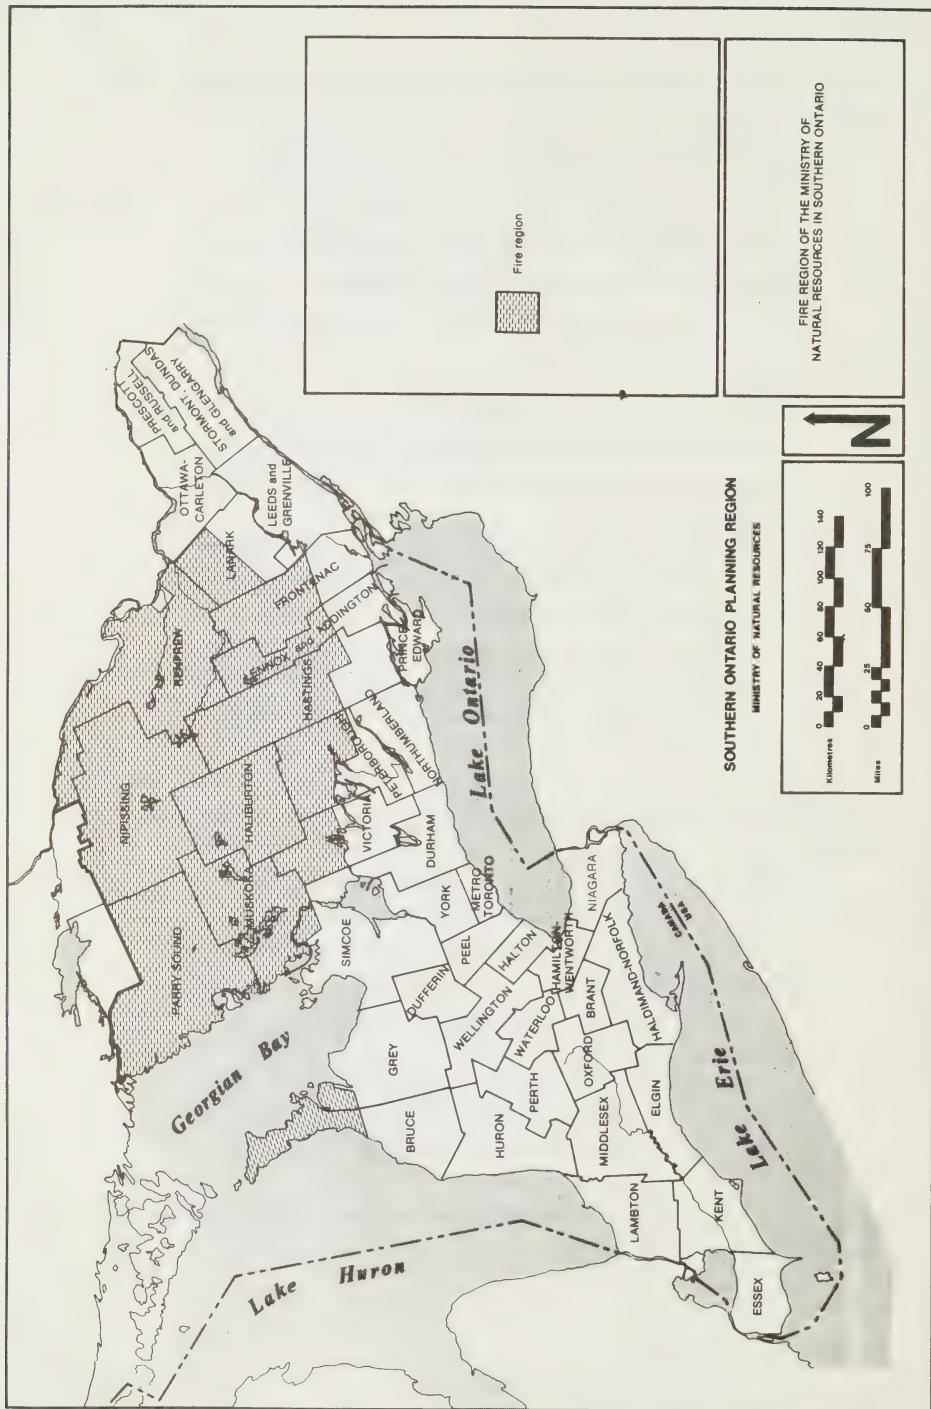 PARRY SOUND
NIPISSING
MUSKOKA
HALIBURTON
RENFREW
HASTINGS
LENNOX and ADDINGTON
FRONTENAC
LANARK
OTTAWA-
CARLETON
PRESCOTT
and RUSSELL
STORMONT, DUNDAS
and GLENGARRY
LEEDS and
GRENVILLE
PRINCE
EDWARD
NORTHUMBERLAND
PETERBOROUGH
VICTORIA
DURHAM
SIMCOE
YORK
METRO
TORONTO
PEEL
HALTON
DUFFERIN
GREY
BRUCE
WELLINGTON
WATERLOO
HAMILTON-
WENTWORTH
NIAGARA
HALDIMAND-NORFOLK
BRANT
OXFORD
PERTH
HURON
MIDDLESEX
ELGIN
LAMBTON
KENT
ESSEX
Georgian Bay
Lake Huron
Lake Ontario
Lake Erie
CANADA
USA
Fire region
SOUTHERN ONTARIO PLANNING REGION
MINISTRY OF NATURAL RESOURCES
Kilometres
0 20 40 60 80 100 120 140
Miles
0 25 50 75 100
N
FIRE REGION OF THE MINISTRY OF
NATURAL RESOURCES IN SOUTHERN ONTARIO